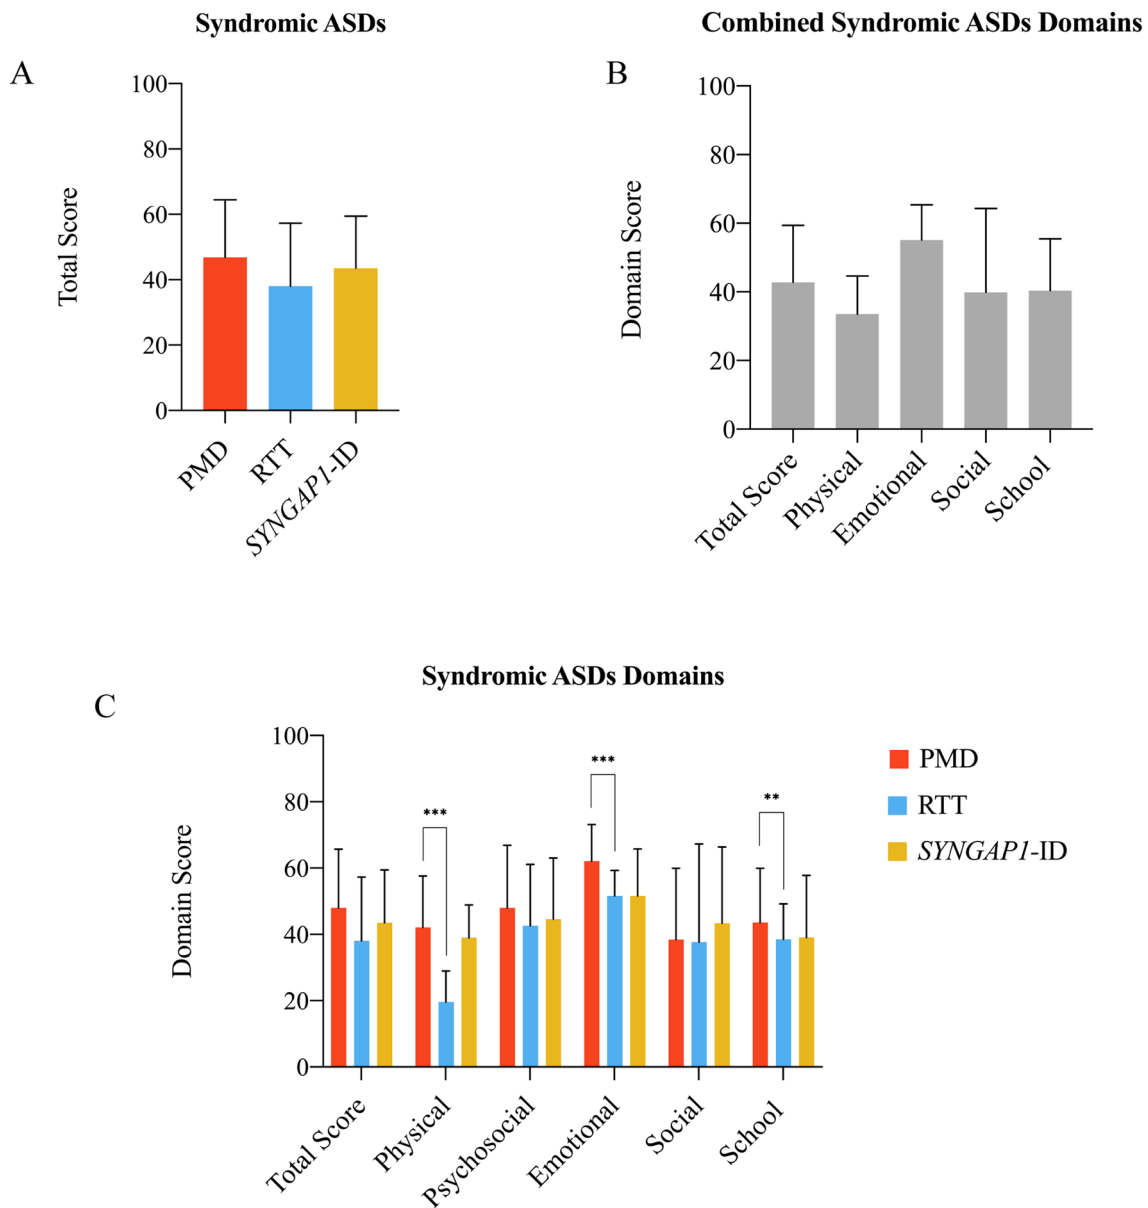 Syndromic ASDs
A
100
80
60
40
20
0
Total Score
PMD
RTT
SYNGAP1-ID
Combined Syndromic ASDs Domains
B
100
80
60
40
20
0
Domain Score
Total Score
Physical
Emotional
Social
School
Syndromic ASDs Domains
C
100
80
60
40
20
0
Domain Score
***
***
**
Total Score
Physical
Psychosocial
Emotional
Social
School
PMD
RTT
SYNGAP1-ID